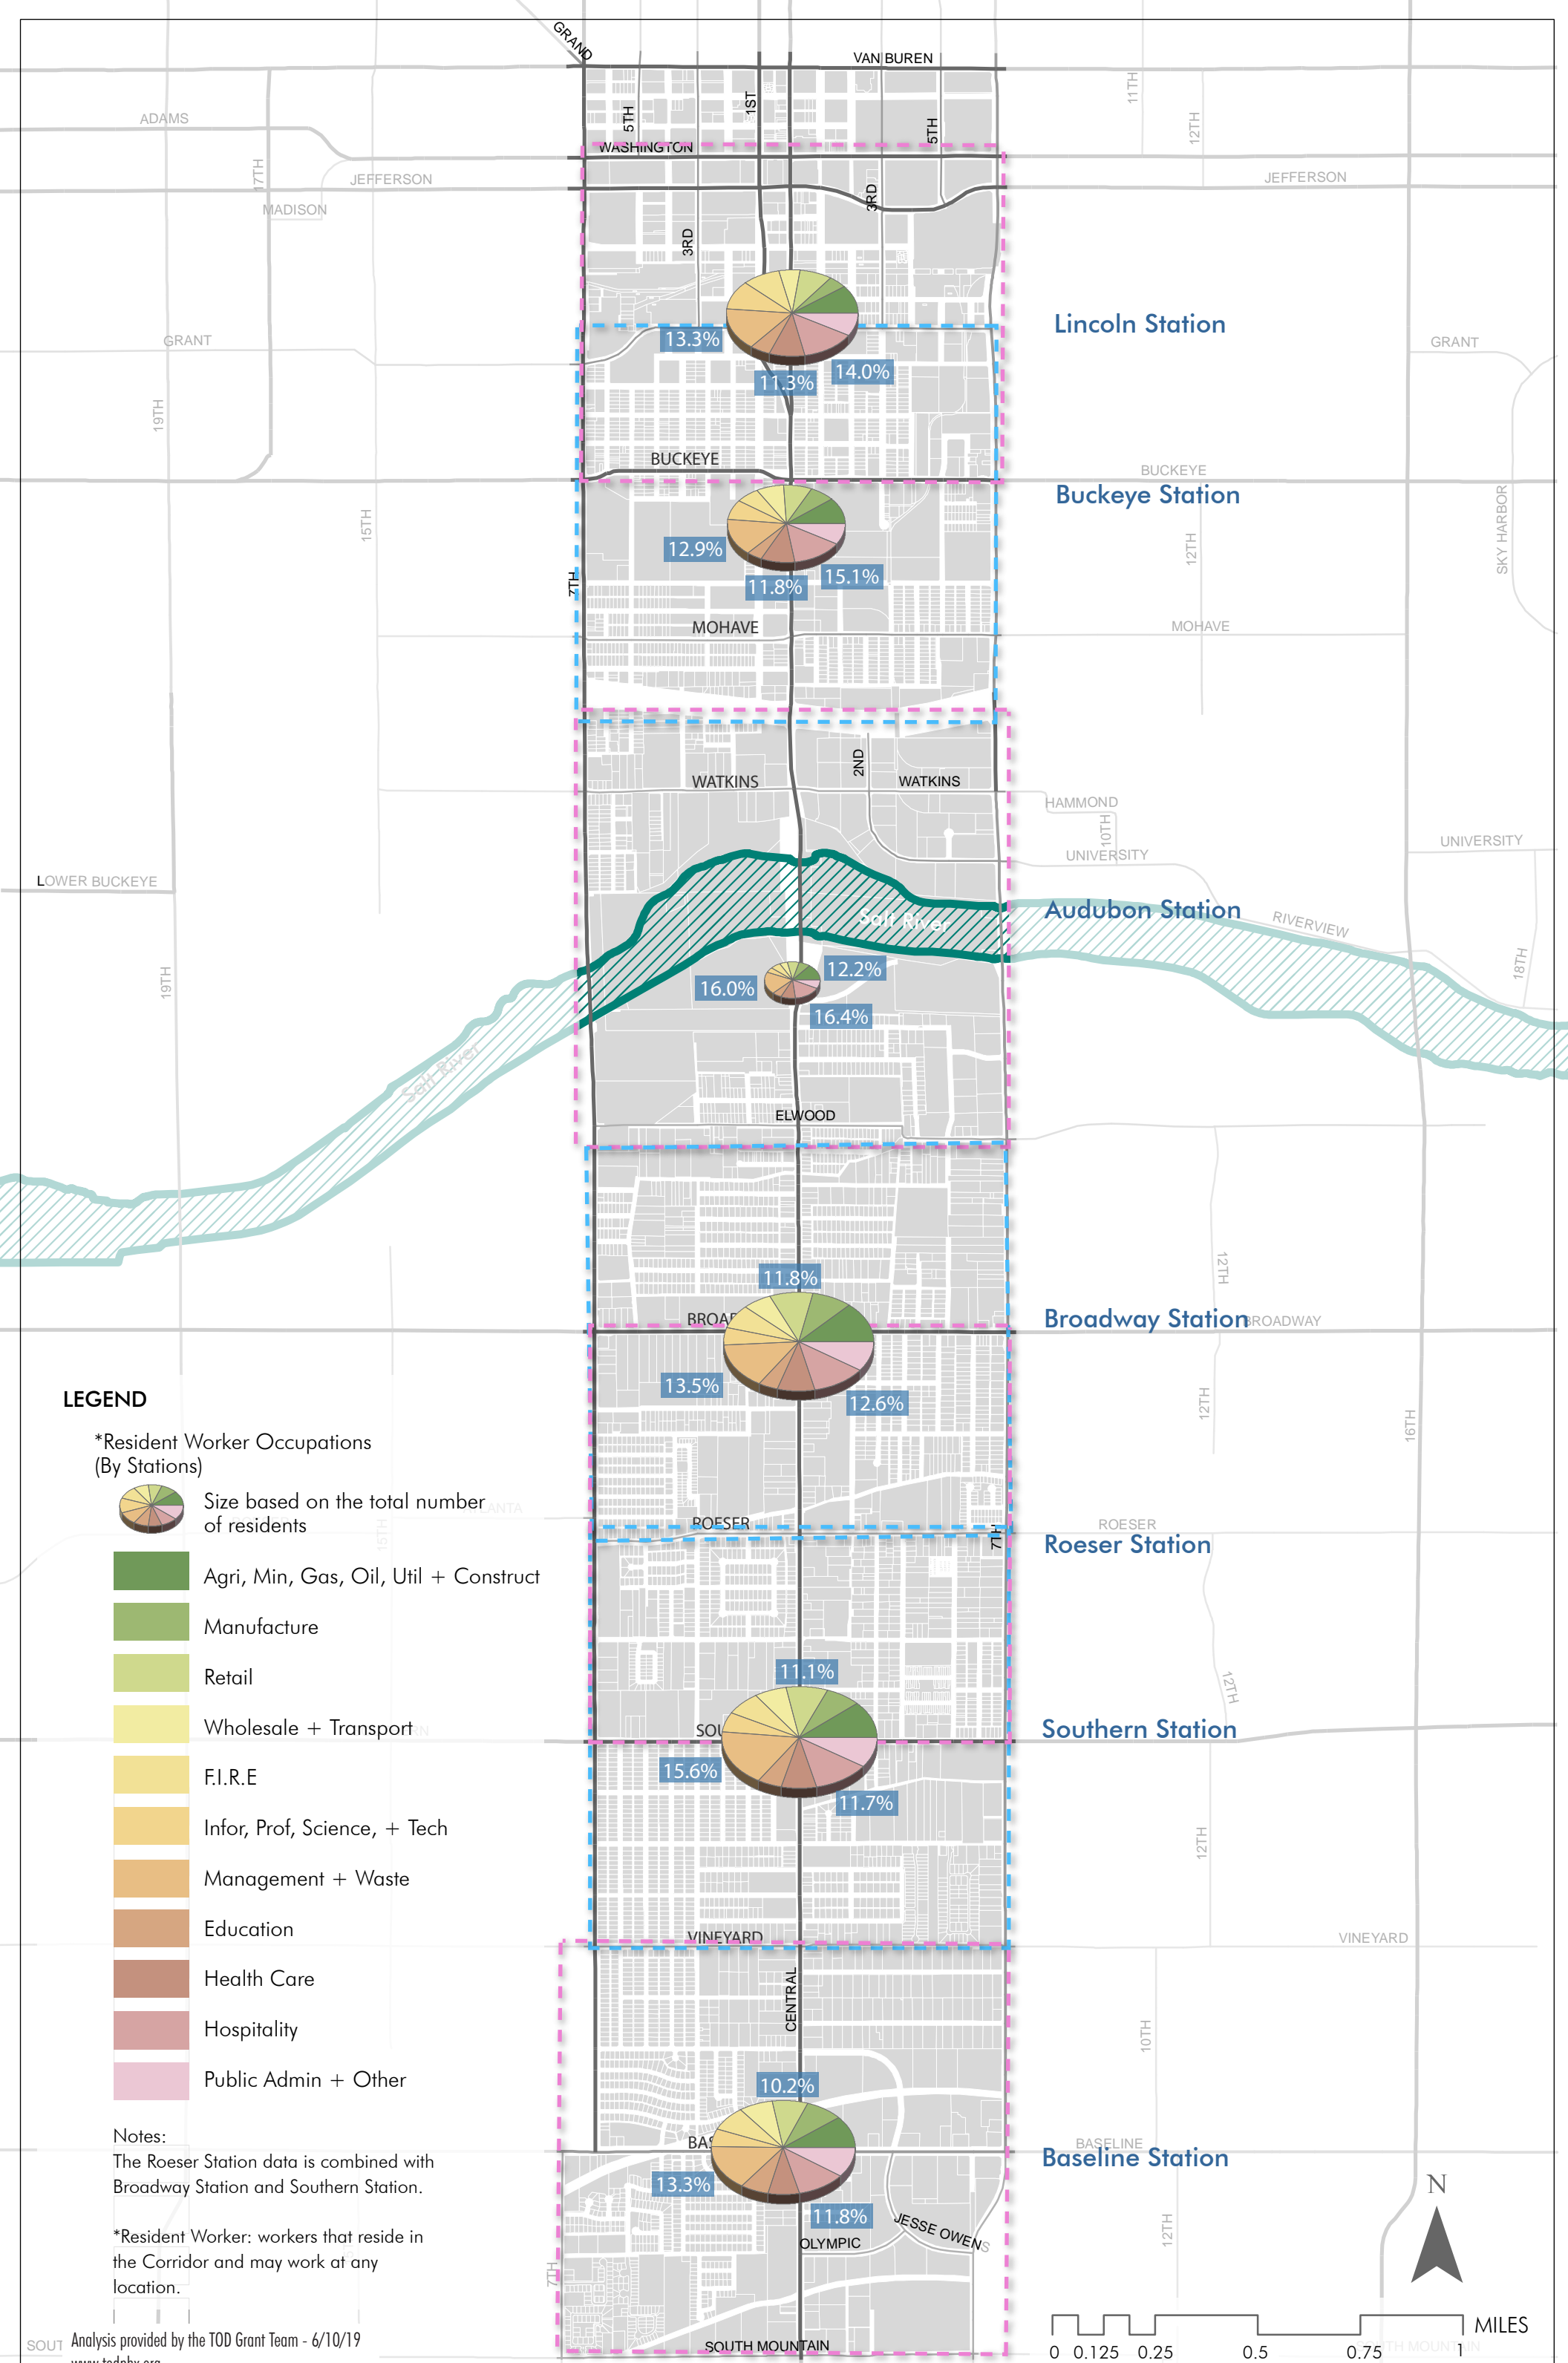 GRAND
VAN BUREN
11TH
12TH
5TH
1ST
5TH
ADAMS
WASHINGTON
17TH
JEFFERSON
JEFFERSON
MADISON
3RD
3RD
Lincoln Station
GRANT
GRANT
13.3%
11.3%
14.0%
19TH
BUCKEYE
BUCKEYE
Buckeye Station
15TH
12TH
SKY HARBOR
12.9%
11.8%
15.1%
7TH
MOHAVE
MOHAVE
2ND
WATKINS
WATKINS
HAMMOND
10TH
UNIVERSITY
UNIVERSITY
LOWER BUCKEYE
Audubon Station
Salt River
RIVERVIEW
18TH
19TH
16.0%
12.2%
16.4%
Salt River
ELWOOD
12TH
11.8%
BROA
Broadway Station
BROADWAY
13.5%
12.6%
12TH
16TH
ROESER
ROESER
7TH
Roeser Station
15TH
ANTA
11.1%
12TH
SOU
Southern Station
15.6%
11.7%
12TH
VINEYARD
VINEYARD
CENTRAL
10TH
10.2%
BAS
BASELINE
Baseline Station
13.3%
11.8%
OLYMPIC
JESSE OWENS
12TH
7TH
SOUTH MOUNTAIN
SOUTH MOUNTAIN
N
MILES
0 0.125 0.25 0.5 0.75 1
LEGEND
*Resident Worker Occupations
(By Stations)
Size based on the total number
of residents
Agri, Min, Gas, Oil, Util + Construct
Manufacture
Retail
Wholesale + Transport
F.I.R.E
Infor, Prof, Science, + Tech
Management + Waste
Education
Health Care
Hospitality
Public Admin + Other
Notes:
The Roeser Station data is combined with
Broadway Station and Southern Station.
*Resident Worker: workers that reside in
the Corridor and may work at any
location.
SOUT
Analysis provided by the TOD Grant Team - 6/10/19